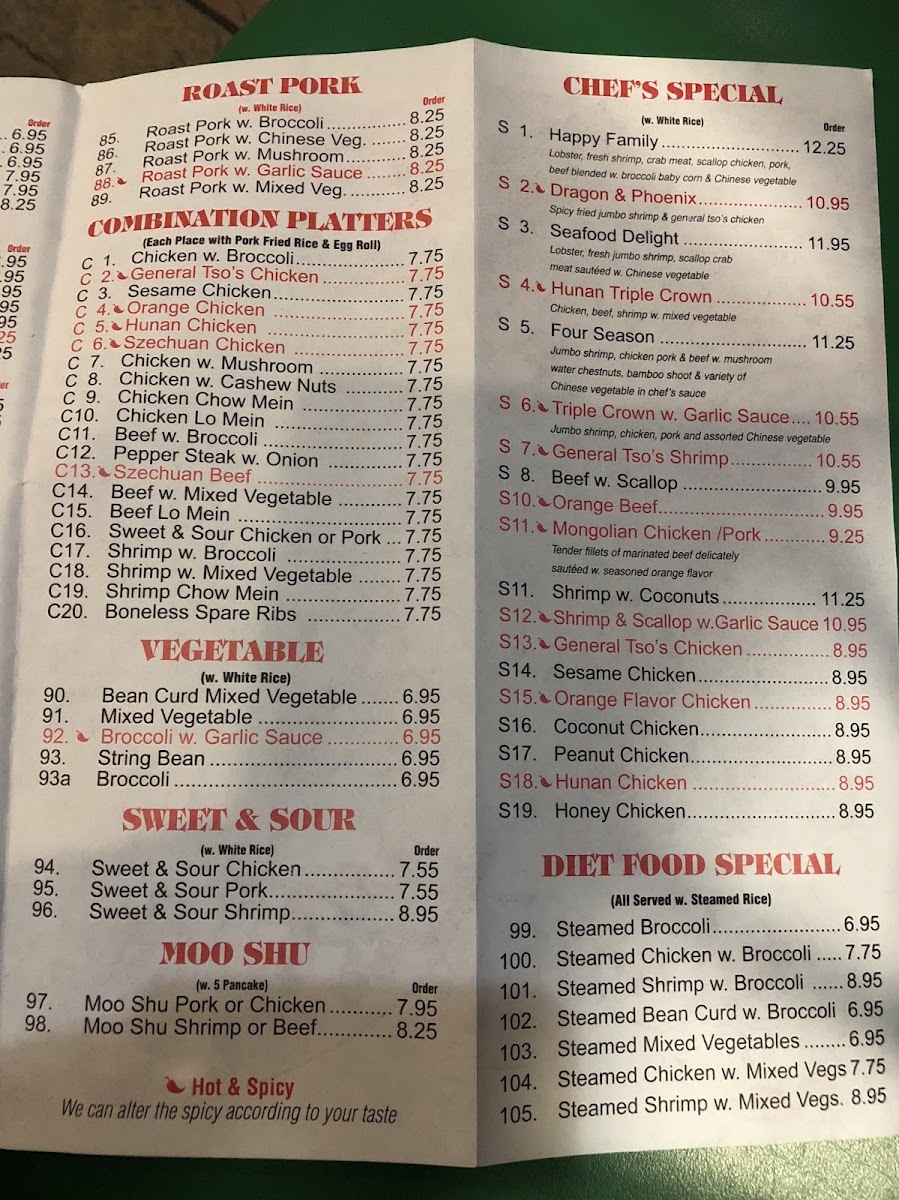 Order
.. 6.95
.. 6.95
. 6.95
7.95
7.95
8.25
Order
.95
.95
95
95
95
25
5
ROAST PORK
(w. White Rice)
Order
85. Roast Pork w. Broccoli 8.25
86. Roast Pork w. Chinese Veg. 8.25
87. Roast Pork w. Mushroom 8.25
88. Roast Pork w. Garlic Sauce 8.25
89. Roast Pork w. Mixed Veg. 8.25
COMBINATION PLATTERS
(Each Place with Pork Fried Rice & Egg Roll)
C 1. Chicken w. Broccoli 7.75
C 2. General Tso's Chicken 7.75
C 3. Sesame Chicken 7.75
C 4. Orange Chicken 7.75
C 5. Hunan Chicken 7.75
C 6. Szechuan Chicken 7.75
C 7. Chicken w. Mushroom 7.75
C 8. Chicken w. Cashew Nuts 7.75
C 9. Chicken Chow Mein 7.75
C10. Chicken Lo Mein 7.75
C11. Beef w. Broccoli 7.75
C12. Pepper Steak w. Onion 7.75
C13. Szechuan Beef 7.75
C14. Beef w. Mixed Vegetable 7.75
C15. Beef Lo Mein 7.75
C16. Sweet & Sour Chicken or Pork 7.75
C17. Shrimp w. Broccoli 7.75
C18. Shrimp w. Mixed Vegetable 7.75
C19. Shrimp Chow Mein 7.75
C20. Boneless Spare Ribs 7.75
VEGETABLE
(w. White Rice)
90. Bean Curd Mixed Vegetable 6.95
91. Mixed Vegetable 6.95
92. Broccoli w. Garlic Sauce 6.95
93. String Bean 6.95
93a Broccoli 6.95
SWEET & SOUR
(w. White Rice) Order
94. Sweet & Sour Chicken 7.55
95. Sweet & Sour Pork 7.55
96. Sweet & Sour Shrimp 8.95
MOO SHU
(w. 5 Pancake) Order
97. Moo Shu Pork or Chicken 7.95
98. Moo Shu Shrimp or Beef 8.25
Hot & Spicy
We can alter the spicy according to your taste
CHEF'S SPECIAL
(w. White Rice) Order
S 1. Happy Family 12.25
Lobster, fresh shrimp, crab meat, scallop chicken, pork,
beef blended w. broccoli baby corn & Chinese vegetable
S 2. Dragon & Phoenix 10.95
Spicy fried jumbo shrimp & general tso's chicken
S 3. Seafood Delight 11.95
Lobster, fresh jumbo shrimp, scallop crab
meat sautéed w. Chinese vegetable
S 4. Hunan Triple Crown 10.55
Chicken, beef, shrimp w. mixed vegetable
S 5. Four Season 11.25
Jumbo shrimp, chicken pork & beef w. mushroom
water chestnuts, bamboo shoot & variety of
Chinese vegetable in chef's sauce
S 6. Triple Crown w. Garlic Sauce 10.55
Jumbo shrimp, chicken, pork and assorted Chinese vegetable
S 7. General Tso's Shrimp 10.55
S 8. Beef w. Scallop 9.95
S10. Orange Beef 9.95
S11. Mongolian Chicken /Pork 9.25
Tender fillets of marinated beef delicately
sautéed w. seasoned orange flavor
S11. Shrimp w. Coconuts 11.25
S12. Shrimp & Scallop w.Garlic Sauce 10.95
S13. General Tso's Chicken 8.95
S14. Sesame Chicken 8.95
S15. Orange Flavor Chicken 8.95
S16. Coconut Chicken 8.95
S17. Peanut Chicken 8.95
S18. Hunan Chicken 8.95
S19. Honey Chicken 8.95
DIET FOOD SPECIAL
(All Served w. Steamed Rice)
99. Steamed Broccoli 6.95
100. Steamed Chicken w. Broccoli 7.75
101. Steamed Shrimp w. Broccoli 8.95
102. Steamed Bean Curd w. Broccoli 6.95
103. Steamed Mixed Vegetables 6.95
104. Steamed Chicken w. Mixed Vegs 7.75
105. Steamed Shrimp w. Mixed Vegs. 8.95